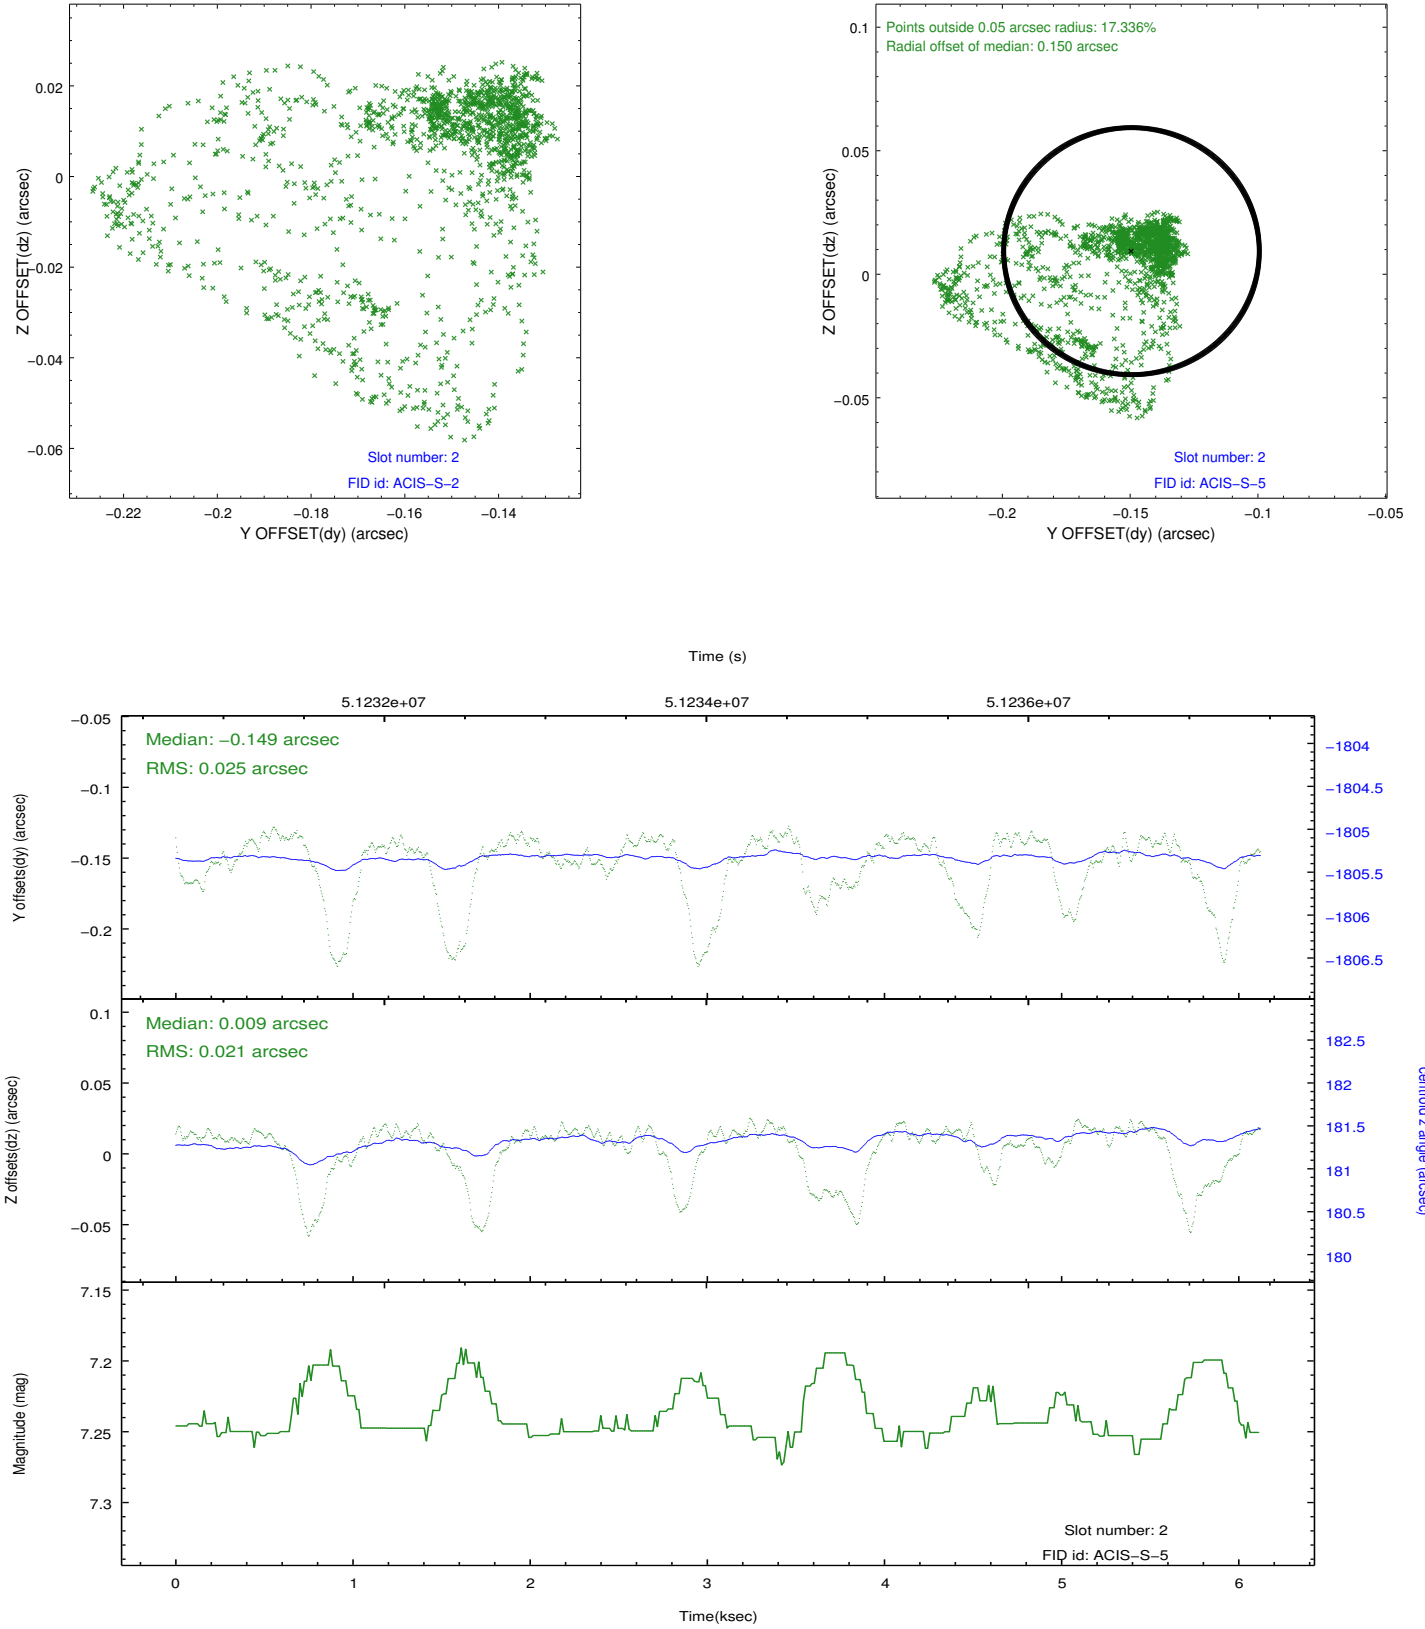 0.02
0
−0.02
−0.04
−0.06
Z OFFSET(dz) (arcsec)
Slot number: 2
FID id: ACIS−S−2
−0.22
−0.2
−0.18
−0.16
−0.14
Y OFFSET(dy) (arcsec)
Points outside 0.05 arcsec radius: 17.336%
Radial offset of median: 0.150 arcsec
0.1
0.05
0
−0.05
Z OFFSET(dz) (arcsec)
Slot number: 2
FID id: ACIS−S−5
−0.2
−0.15
−0.1
−0.05
Y OFFSET(dy) (arcsec)
Time (s)
5.1232e+07
5.1234e+07
5.1236e+07
Median: −0.149 arcsec
RMS: 0.025 arcsec
−0.05
−0.1
−0.15
−0.2
Y offsets(dy) (arcsec)
−1804
−1804.5
−1805
−1805.5
−1806
−1806.5
Median: 0.009 arcsec
RMS: 0.021 arcsec
0.1
0.05
0
−0.05
Z offsets(dz) (arcsec)
182.5
182
181.5
181
180.5
180
centroid z angle (arcsec)
7.15
7.2
7.25
7.3
Magnitude (mag)
Slot number: 2
FID id: ACIS−S−5
0
1
2
3
4
5
6
Time(ksec)